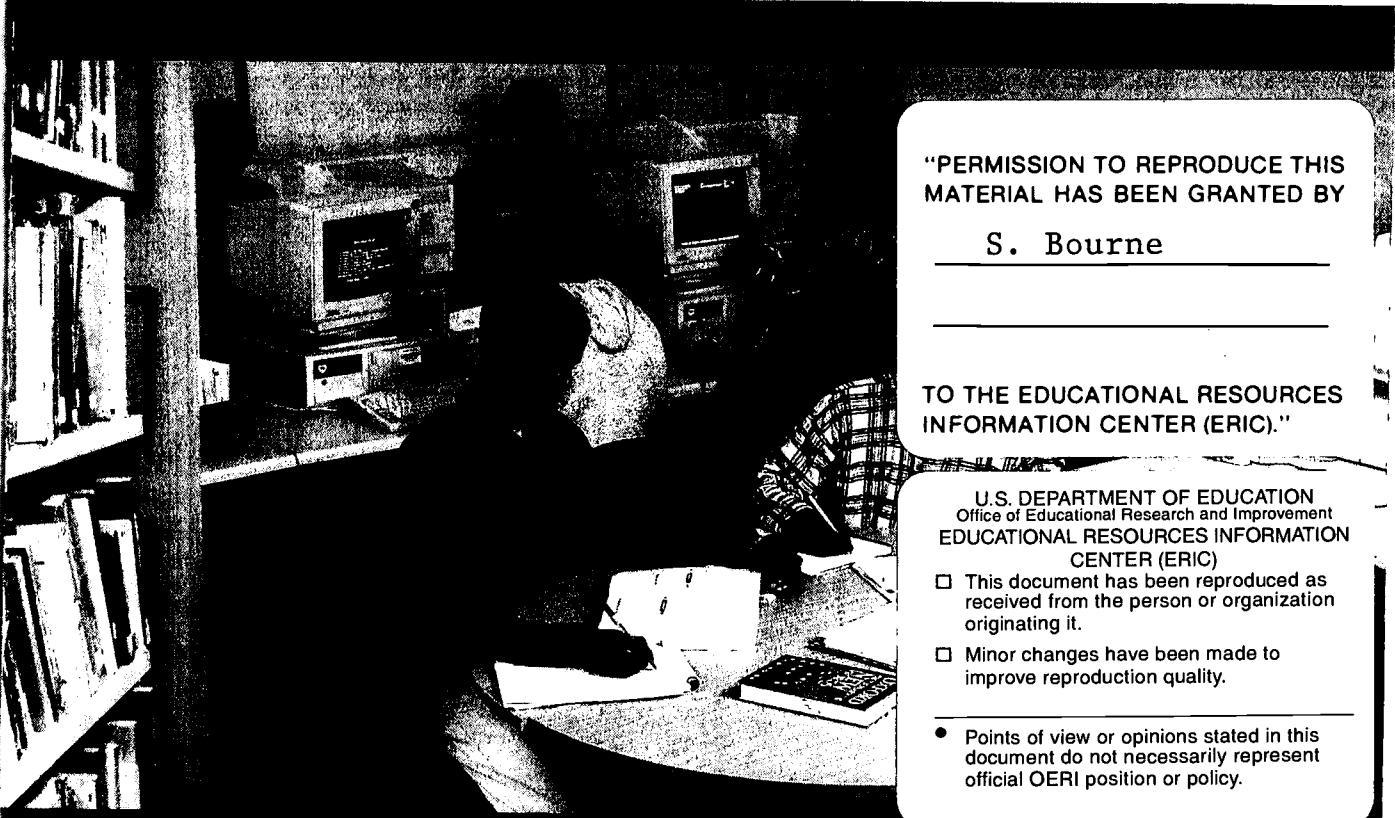 “PERMISSION TO REPRODUCE THIS
MATERIAL HAS BEEN GRANTED BY
S. Bourne
TO THE EDUCATIONAL RESOURCES
INFORMATION CENTER (ERIC).”
U.S. DEPARTMENT OF EDUCATION
Office of Educational Research and Improvement
EDUCATIONAL RESOURCES INFORMATION
CENTER (ERIC)
□ This document has been reproduced as
received from the person or organization
originating it.
□ Minor changes have been made to
improve reproduction quality.
● Points of view or opinions stated in this
document do not necessarily represent
official OERI position or policy.